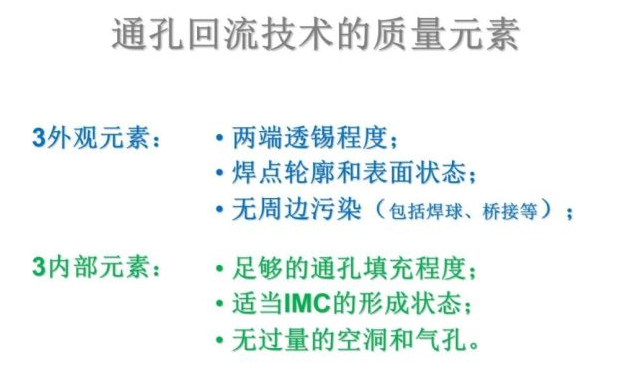 通孔回流技术的质量元素
3外观元素： • 两端透锡程度；
• 焊点轮廓和表面状态；
• 无周边污染（包括焊球、桥接等）；
3内部元素： • 足够的通孔填充程度；
• 适当IMC的形成状态；
• 无过量的空洞和气孔。